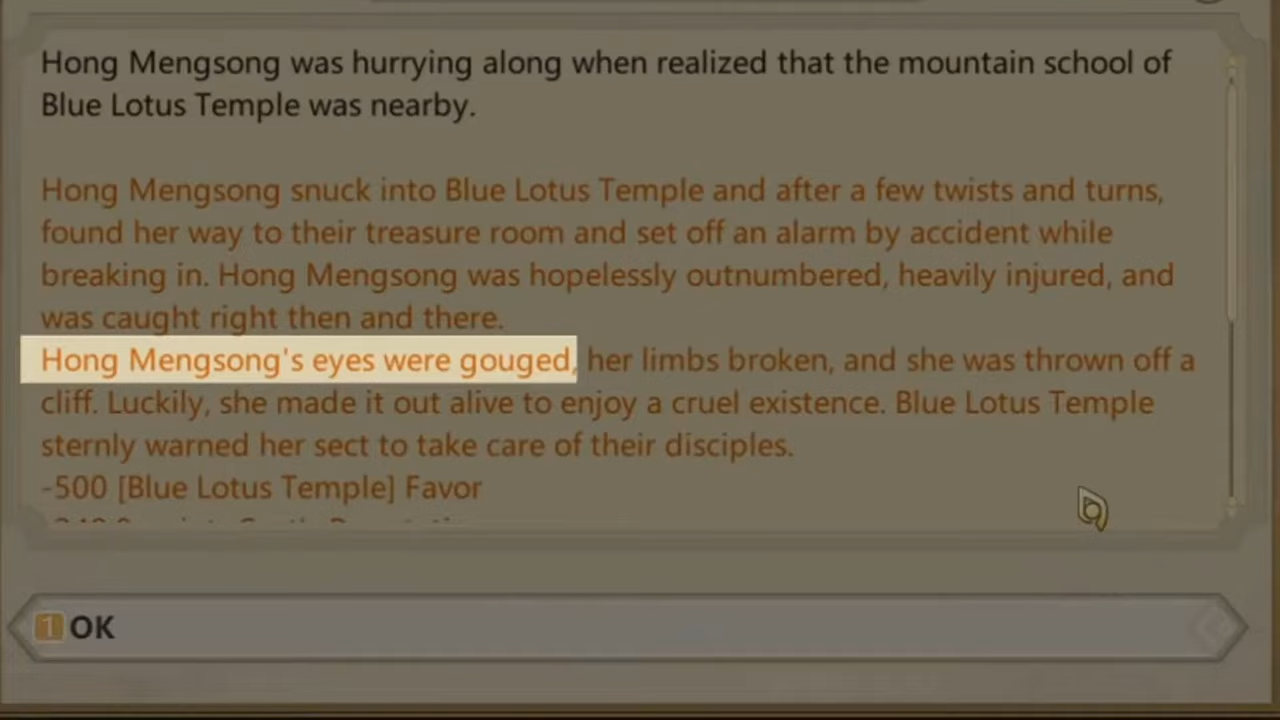 Hong Mengsong was hurrying along when realized that the mountain school of
Blue Lotus Temple was nearby.
Hong Mengsong snuck into Blue Lotus Temple and after a few twists and turns,
found her way to their treasure room and set off an alarm by accident while
breaking in. Hong Mengsong was hopelessly outnumbered, heavily injured, and
was caught right then and there.
Hong Mengsong's eyes were gouged, her limbs broken, and she was thrown off a
cliff. Luckily, she made it out alive to enjoy a cruel existence. Blue Lotus Temple
sternly warned her sect to take care of their disciples.
-500 [Blue Lotus Temple] Favor
1 OK